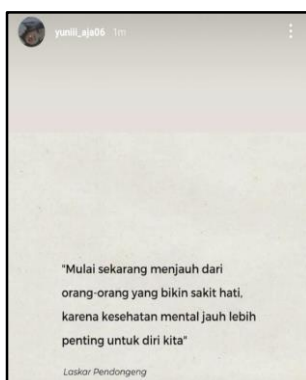 yuniii_aja06 1m
"Mulai sekarang menjauh dari
orang-orang yang bikin sakit hati,
karena kesehatan mental jauh lebih
penting untuk diri kita"
Laskar Pendongeng